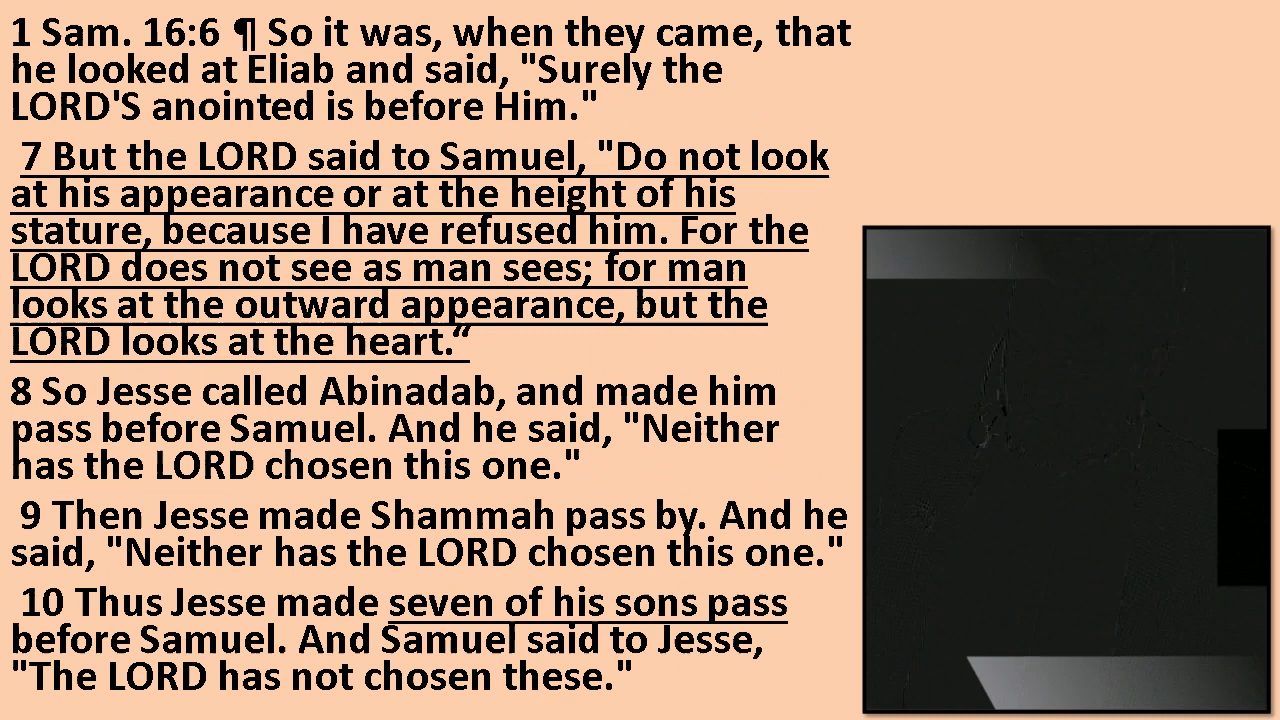 1 Sam. 16:6 ¶ So it was, when they came, that
he looked at Eliab and said, "Surely the
LORD'S anointed is before Him."
7 But the LORD said to Samuel, "Do not look
at his appearance or at the height of his
stature, because I have refused him. For the
LORD does not see as man sees; for man
looks at the outward appearance, but the
LORD looks at the heart.“
8 So Jesse called Abinadab, and made him
pass before Samuel. And he said, "Neither
has the LORD chosen this one."
9 Then Jesse made Shammah pass by. And he
said, "Neither has the LORD chosen this one."
10 Thus Jesse made seven of his sons pass
before Samuel. And Samuel said to Jesse,
"The LORD has not chosen these."